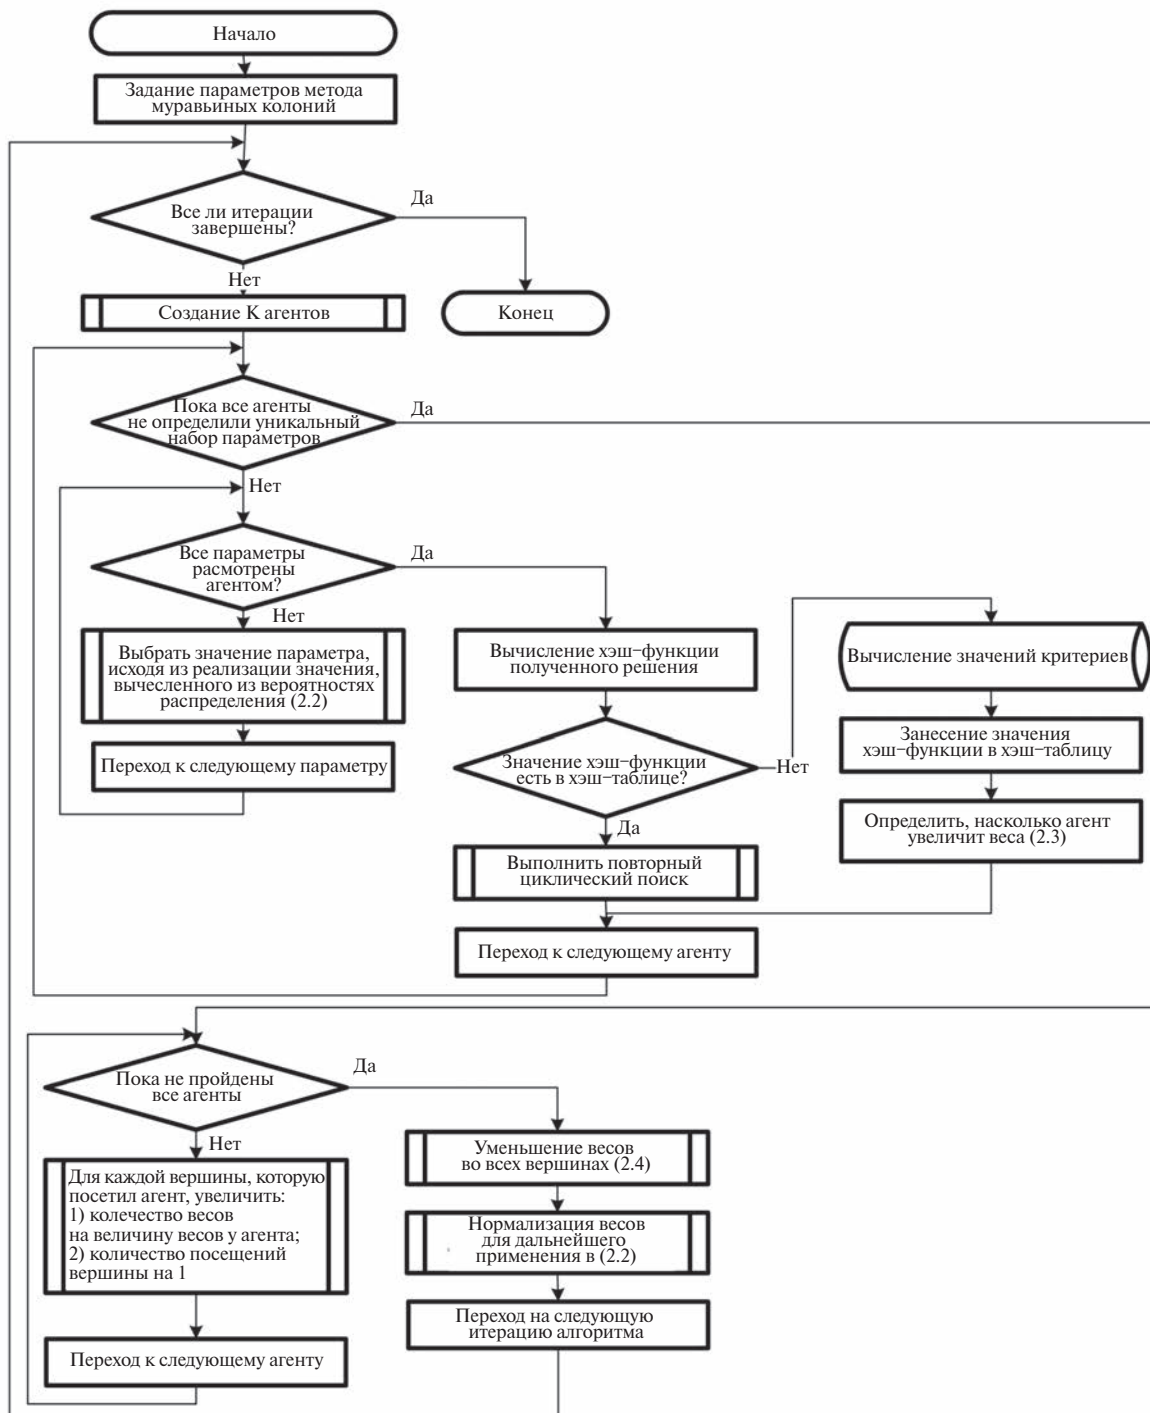 Начало
Задание параметров метода
муравьиных колоний
Все ли итерации
завершены?
Да
Нет
Создание K агентов
Конец
Пока все агенты
не определили уникальный
набор параметров
Да
Нет
Все параметры
расмотрены
агентом?
Да
Нет
Выбрать значение параметра,
исходя из реализации значения,
вычесленного из вероятностях
распределения (2.2)
Переход к следующему параметру
Вычисление хэш-функции
полученного решения
Значение хэш-функции
есть в хэш-таблице?
Нет
Да
Выполнить повторный
циклический поиск
Переход к следующему агенту
Вычисление значений критериев
Занесение значения
хэш-функции в хэш-таблицу
Определить, насколько агент
увеличит веса (2.3)
Пока не пройдены
все агенты
Да
Нет
Для каждой вершины, которую
посетил агент, увеличить:
1) колечество весов
на величину весов у агента;
2) количество посещений
вершины на 1
Переход к следующему агенту
Уменьшение весов
во всех вершинах (2.4)
Нормализация весов
для дальнейшего
применения в (2.2)
Переход на следующую
итерацию алгоритма